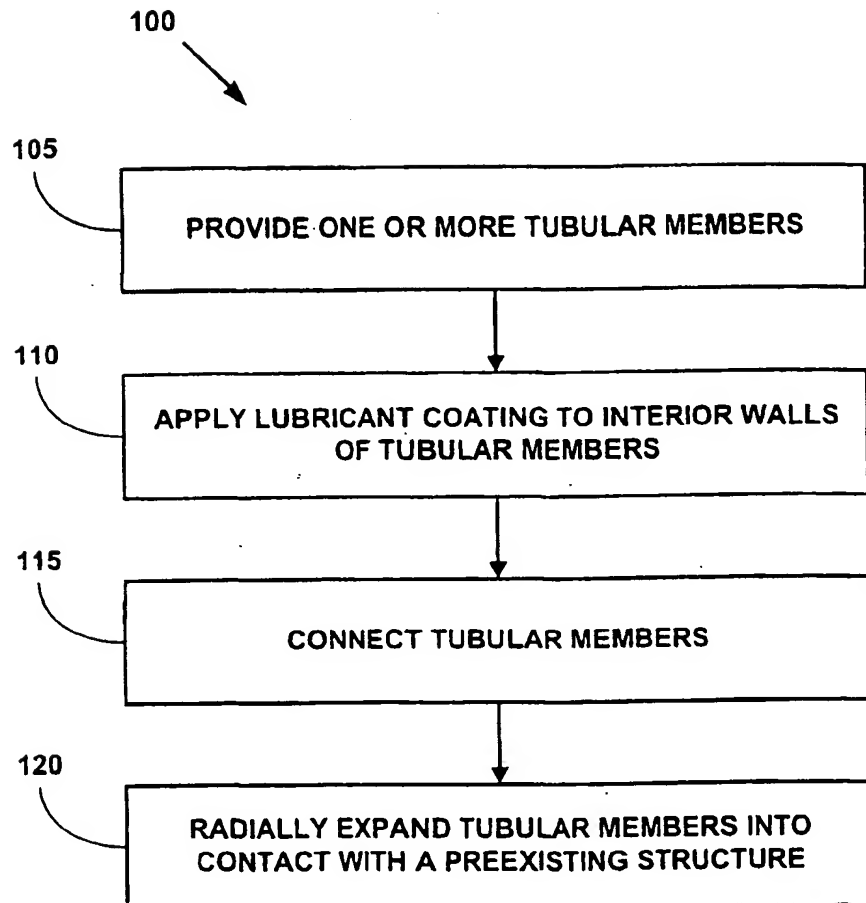 100
105
PROVIDE ONE OR MORE TUBULAR MEMBERS
110
APPLY LUBRICANT COATING TO INTERIOR WALLS
OF TUBULAR MEMBERS
115
CONNECT TUBULAR MEMBERS
120
RADIALLY EXPAND TUBULAR MEMBERS INTO
CONTACT WITH A PREEXISTING STRUCTURE